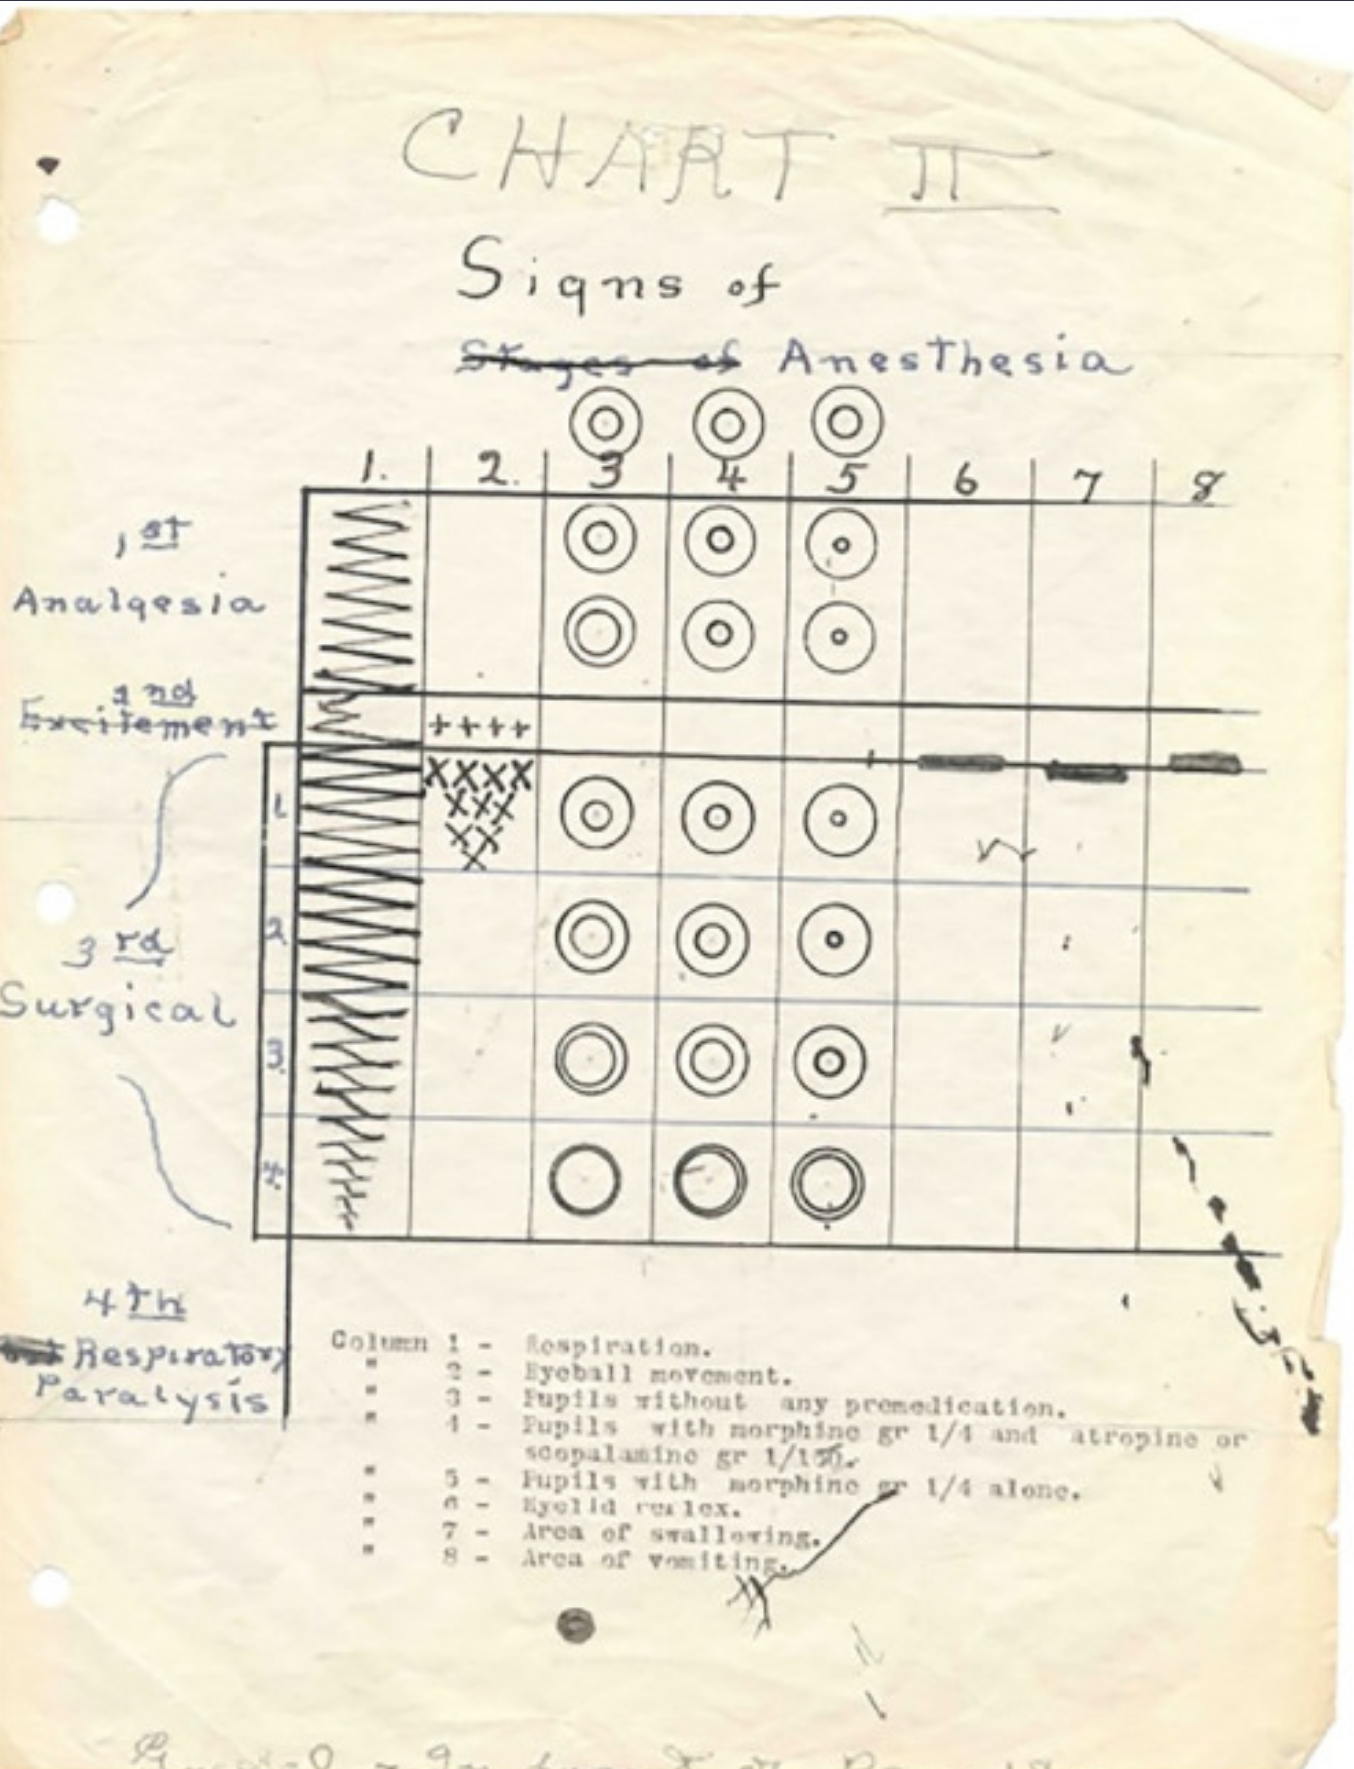 CHART II
Signs of
Stages of Anesthesia
1. 2. 3 4 5 6 7 8
1st
Analgesia
2nd
Excitement
++++
XXXX
XXX
XX
X
1
2
3rd
Surgical
3.
4.
4th
Respiratory
Paralysis
Column 1 - Respiration.
" 2 - Eyeball movement.
" 3 - Pupils without any premedication.
" 4 - Pupils with morphine gr 1/4 and atropine or
scopalamine gr
" 5 - Pupils with morphine gr 1/4 alone.
" 6 - Eyelid reflex.
" 7 - Area of swallowing.
" 8 - Area of vomiting.